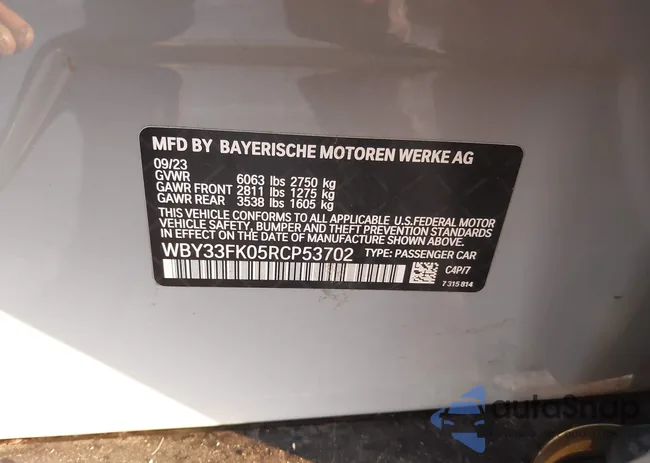 MFD BY BAYERISCHE MOTOREN WERKE AG
09/23
GVWR 6063 lbs 2750 kg
GAWR FRONT 2811 lbs 1275 kg
GAWR REAR 3538 lbs 1605 kg
THIS VEHICLE CONFORMS TO ALL APPLICABLE U.S.FEDERAL MOTOR
VEHICLE SAFETY, BUMPER AND THEFT PREVENTION STANDARDS
IN EFFECT ON THE DATE OF MANUFACTURE SHOWN ABOVE.
WBY33FK05RCP53702 TYPE: PASSENGER CAR
C4P/7
7 315 814
autoSnap